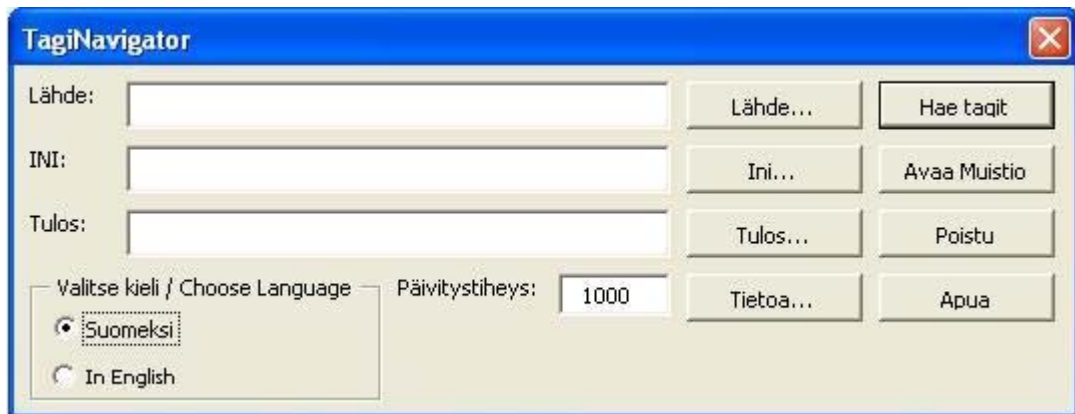 TagiNavigator
Lähde:
Lähde...
Hae tagit
INI:
Ini...
Avaa Muistio
Tulos:
Tulos...
Poistu
Valitse kieli / Choose Language
Päivitystiheys:
1000
Tietoa...
Apua
Suomeksi
In English